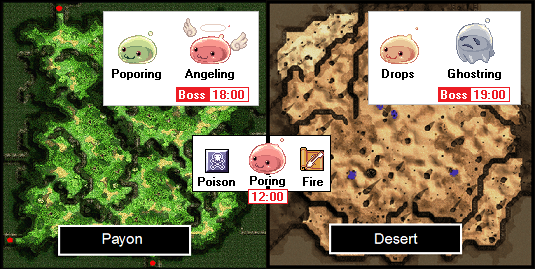 Poporing Angeling
Boss 18:00
Drops Ghostring
Boss 19:00
Poison Poring Fire
12:00
Payon
Desert